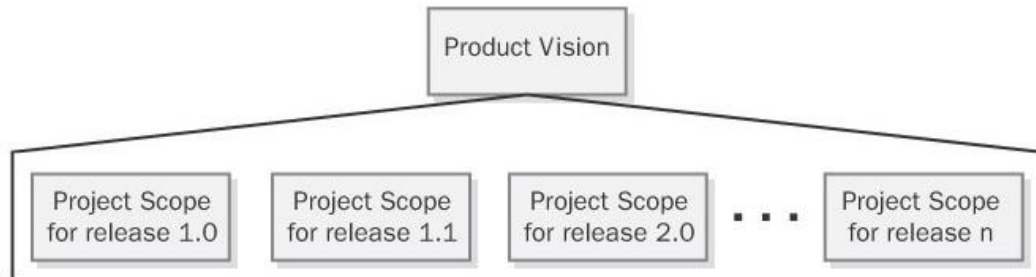 Product Vision
Project Scope
for release 1.0
Project Scope
for release 1.1
Project Scope
for release 2.0
...
Project Scope
for release n